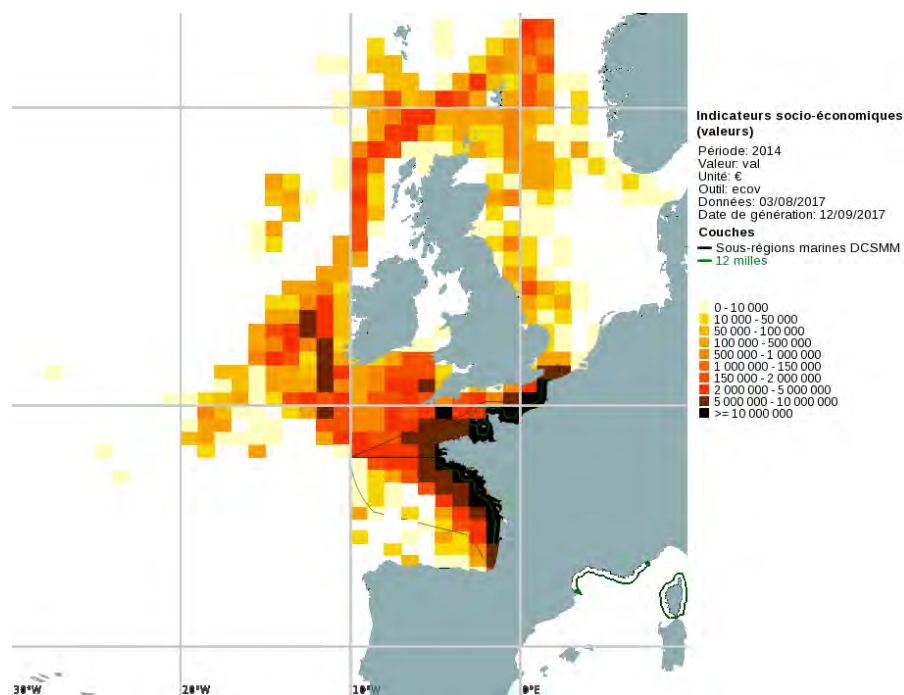 Indicateurs socio-économiques
(valeurs)
Période: 2014
Valeur: val
Unité: €
Outil: ecov
Données: 03/08/2017
Date de génération: 12/09/2017
Couches
Sous-régions marines DCSMM
12 milles
0 - 10 000
10 000 - 50 000
50 000 - 100 000
100 000 - 500 000
500 000 - 1 000 000
1 000 000 - 150 000
150 000 - 2 000 000
2 000 000 - 5 000 000
5 000 000 - 10 000 000
>= 10 000 000
30°W 20°W 10°W 0°E